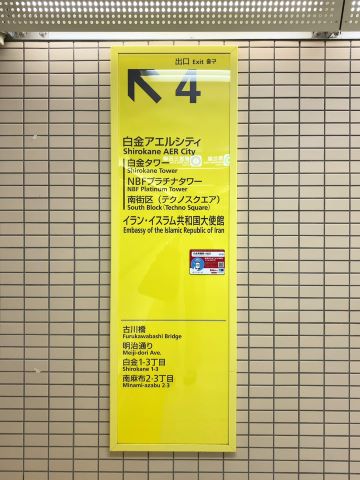 出口 Exit 출구
4
白金アエルシティ
Shirokane AER City
白金タワー
Shirokane Tower
NBFプラチナタワー
NBF Platinum Tower
南街区（テクノスクエア）
South Block (Techno Square)
イラン・イスラム共和国大使館
Embassy of the Islamic Republic of Iran
古川橋
Furukawabashi Bridge
明治通り
Meiji-dori Ave.
白金1-3丁目
Shirokane 1-3
南麻布2・3丁目
Minami-azabu 2·3